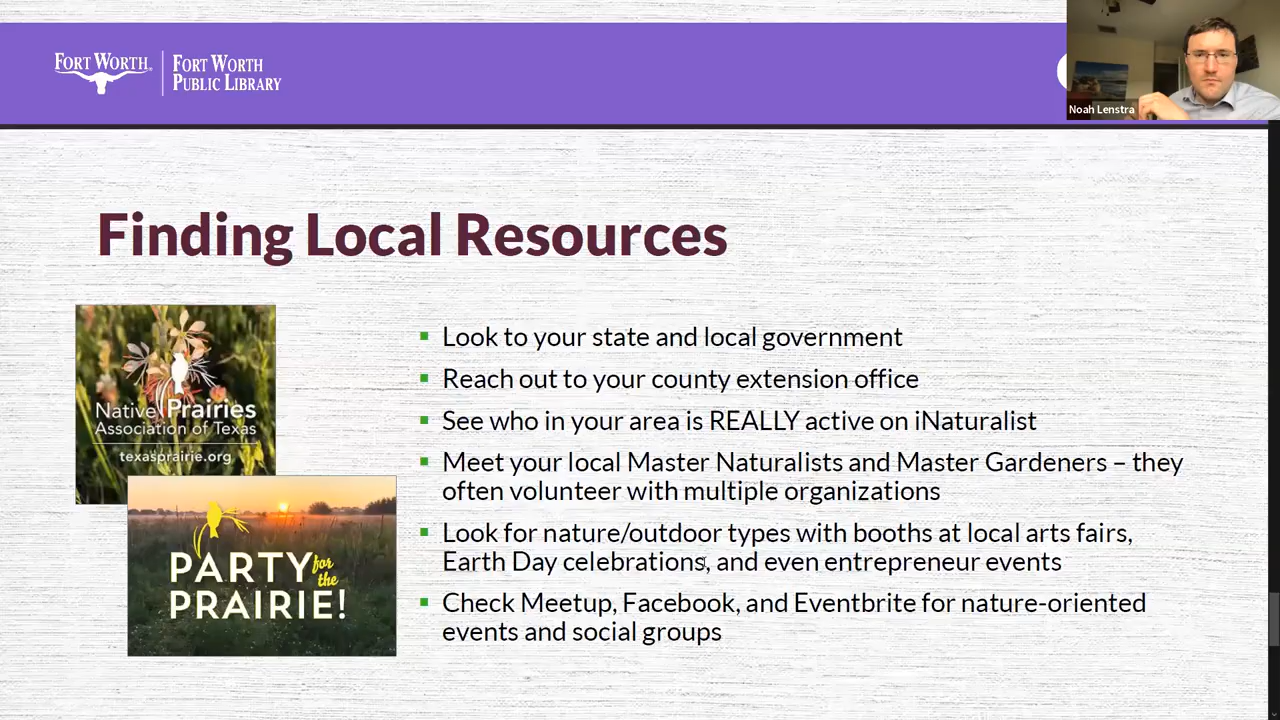 FORT WORTH®
FORT WORTH
PUBLIC LIBRARY
Noah Lenstra
Finding Local Resources
Native Prairies
Association of Texas
texasprairie.org
PARTY for
the
PRAIRIE!
Look to your state and local government
Reach out to your county extension office
See who in your area is REALLY active on iNaturalist
Meet your local Master Naturalists and Master Gardeners – they
often volunteer with multiple organizations
Look for nature/outdoor types with booths at local arts fairs,
Earth Day celebrations, and even entrepreneur events
Check Meetup, Facebook, and Eventbrite for nature-oriented
events and social groups